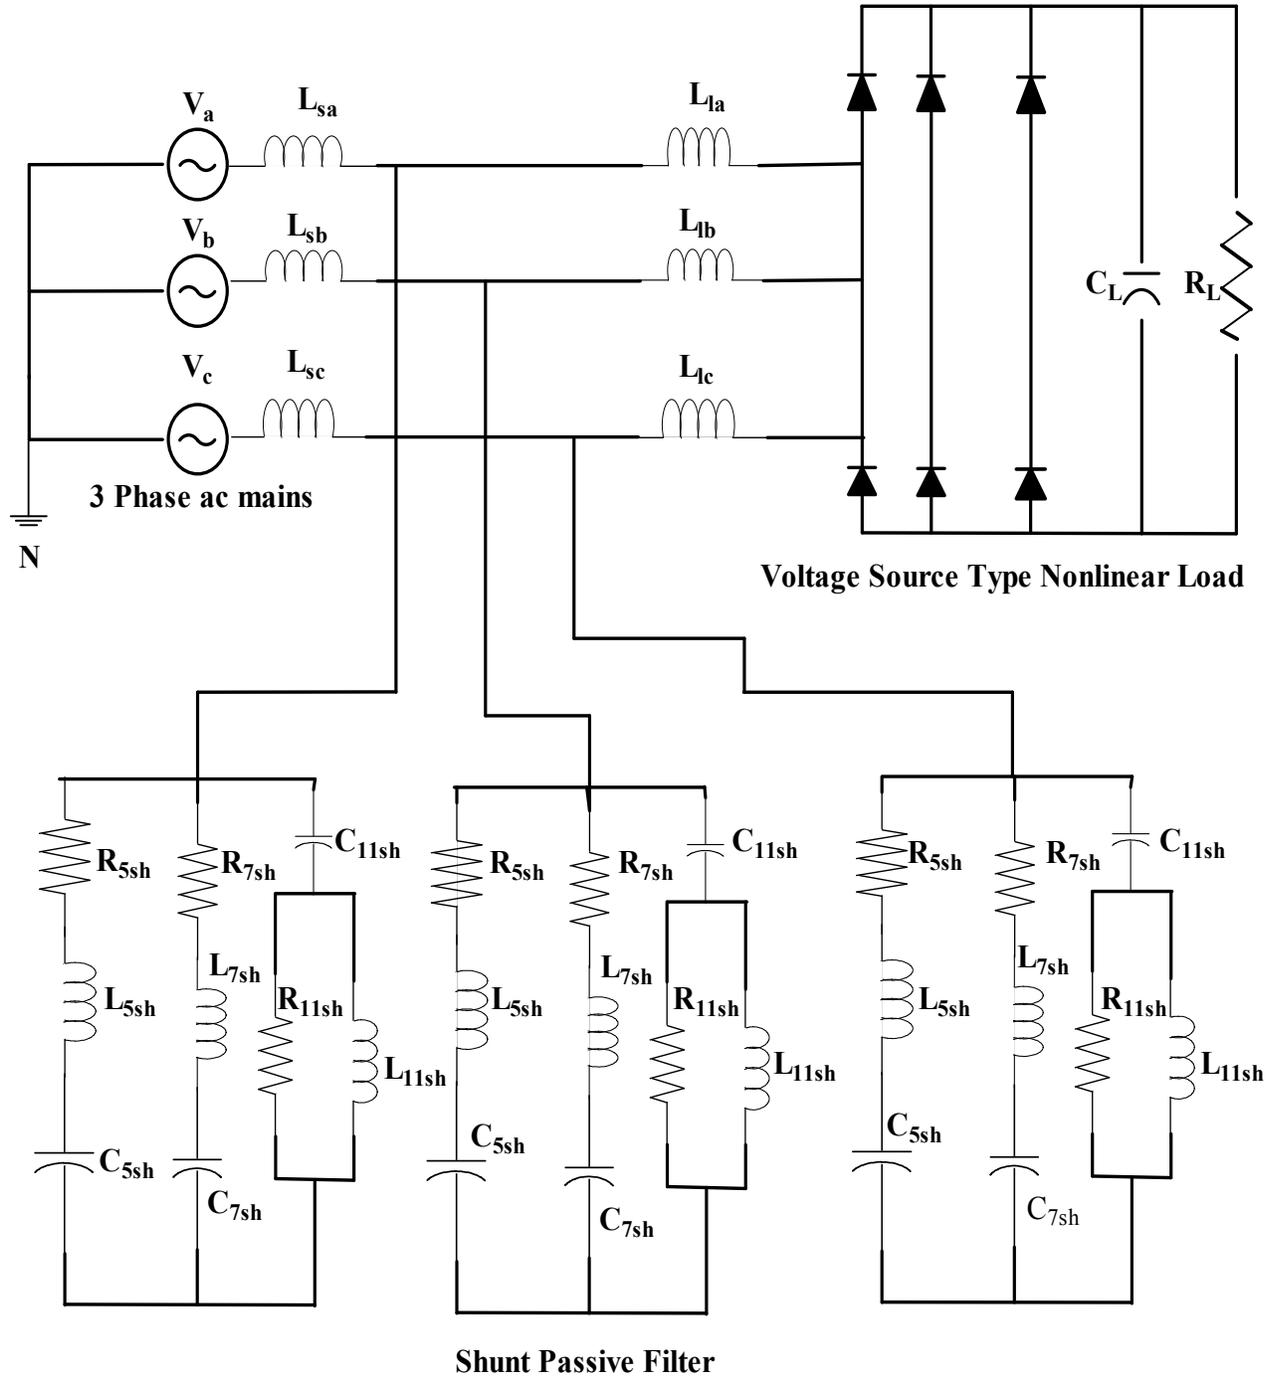 Va
Lsa
Lla
Vb
Lsb
Llb
CL
RL
Vc
Lsc
Llc
3 Phase ac mains
N
Voltage Source Type Nonlinear Load
R5sh
R7sh
C11sh
L5sh
L7sh
R11sh
L11sh
C5sh
C7sh
R5sh
R7sh
C11sh
L5sh
L7sh
R11sh
L11sh
C5sh
C7sh
R5sh
R7sh
C11sh
L5sh
L7sh
R11sh
L11sh
C5sh
C7sh
Shunt Passive Filter